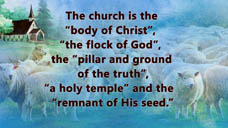 The church is the
“body of Christ”,
“the flock of God”,
the “pillar and ground
of the truth”,
“a holy temple” and the
“remnant of His seed.”